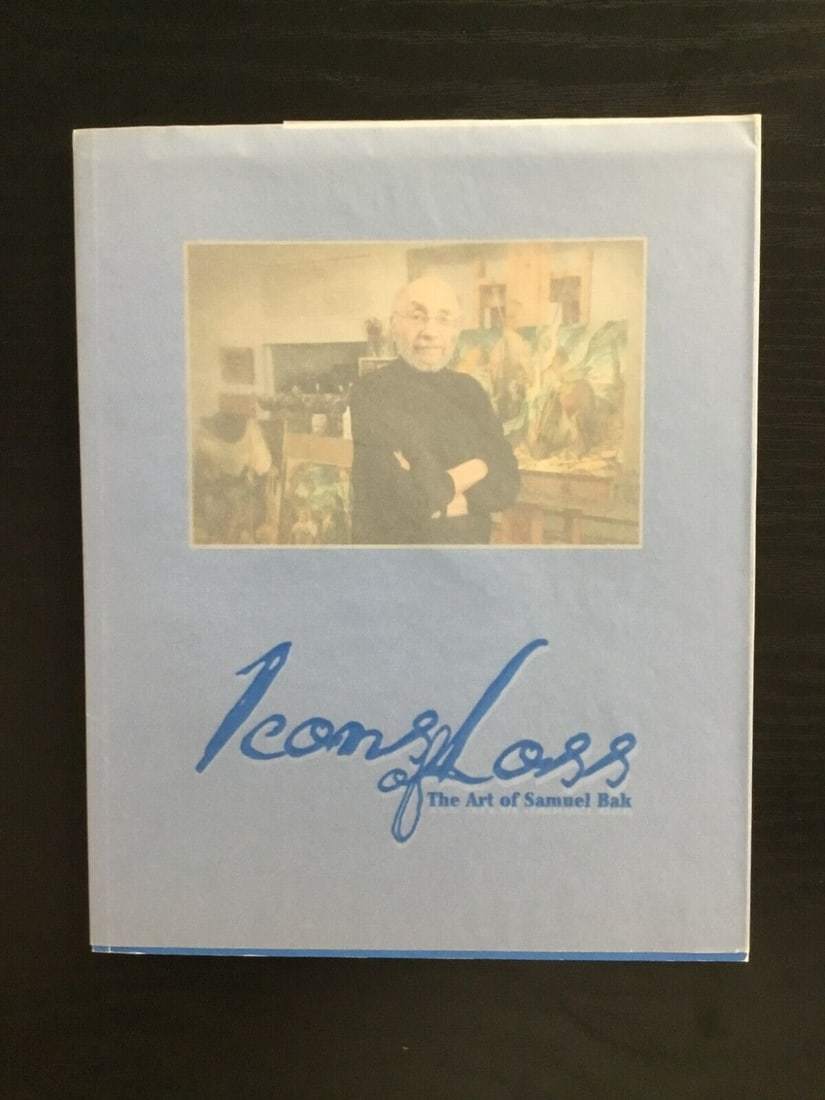 Icons
of Loss
The Art of Samuel Bak